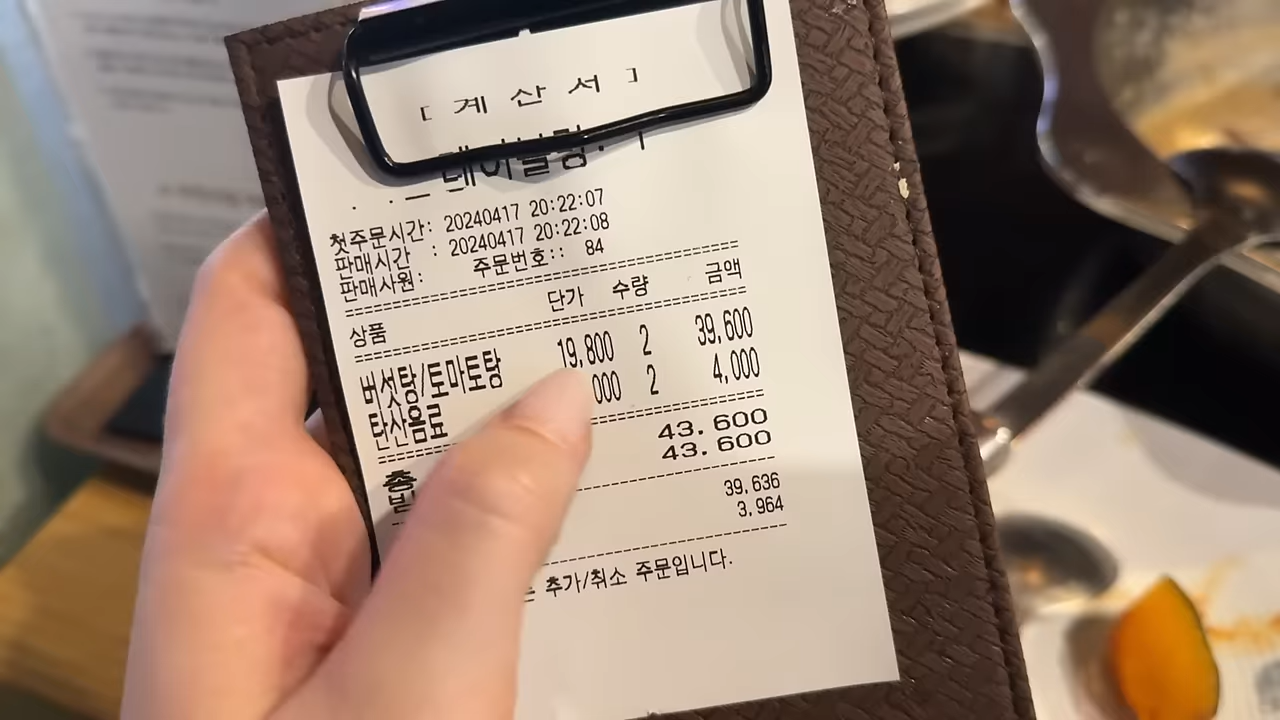 [ 계 산 서 ]
첫주문시간: 20240417 20:22:07
판매시간 : 20240417 20:22:08
판매사원: 주문번호:: 84
상품 단가 수량 금액
버섯탕/토마토탕 19,800 2 39,600
탄산음료 000 2 4,000
총 43.600
43.600
39,636
3,964
추가/취소 주문입니다.